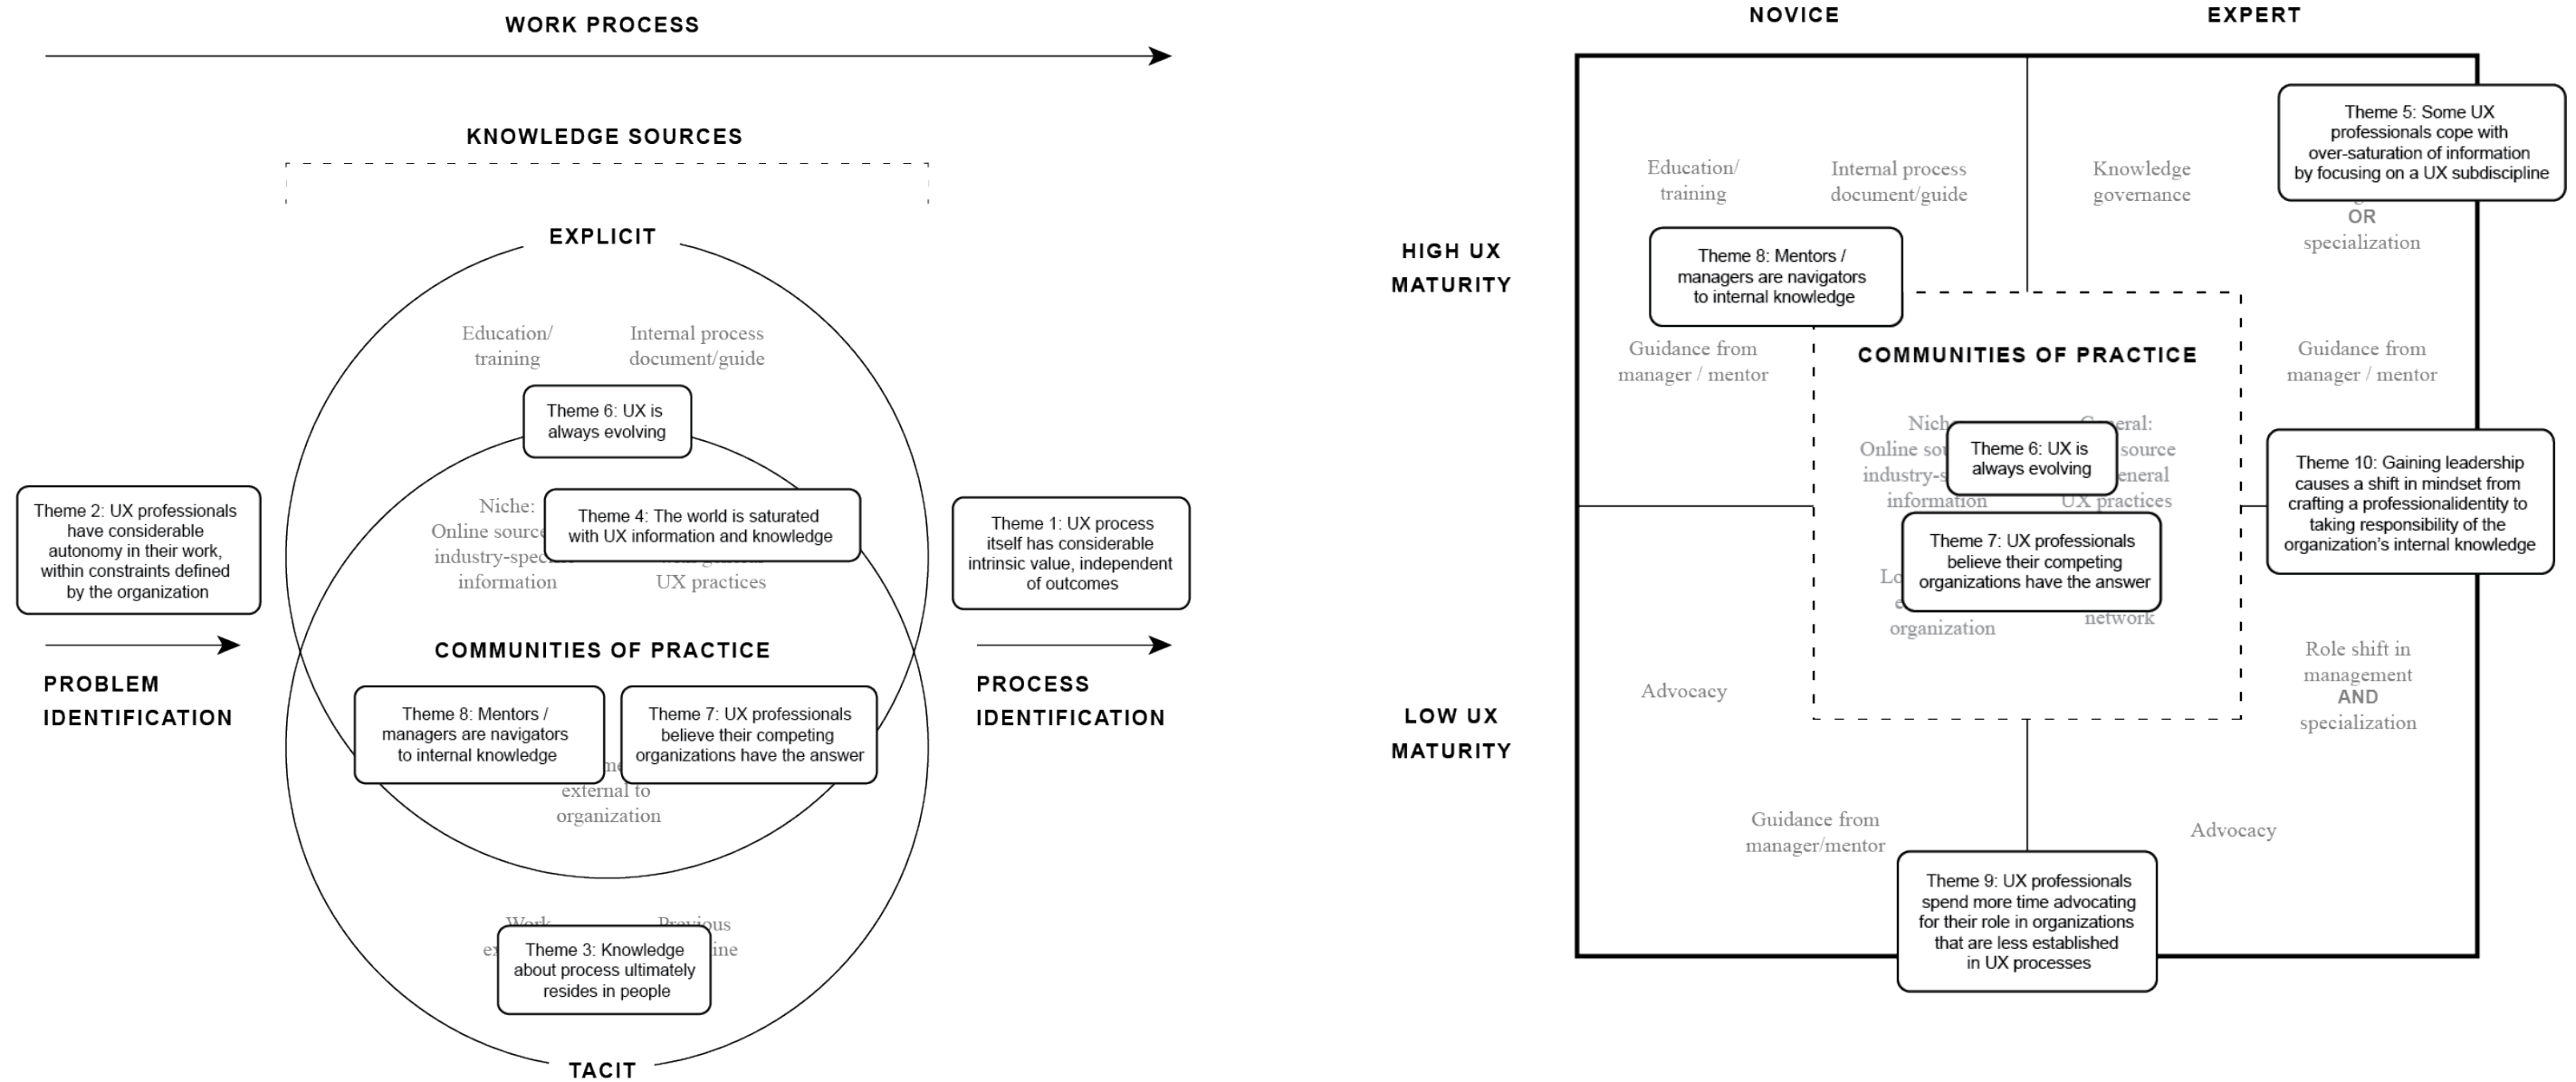 WORK PROCESS
KNOWLEDGE SOURCES
EXPLICIT
Education/
training
Internal process
document/guide
Theme 6: UX is
always evolving
Niche:
Online source
information
Theme 4: The world is saturated
with UX information and knowledge
UX practices
Theme 2: UX professionals
have considerable
autonomy in their work,
within constraints defined
by the organization
PROBLEM
IDENTIFICATION
COMMUNITIES OF PRACTICE
Theme 8: Mentors /
managers are navigators
to internal knowledge
Theme 7: UX professionals
believe their competing
organizations have the answer
external to
organization
Theme 1: UX process
itself has considerable
intrinsic value, independent
of outcomes
PROCESS
IDENTIFICATION
Work
Previous
Theme 3: Knowledge
about process ultimately
resides in people
TACIT
NOVICE
EXPERT
HIGH UX
MATURITY
LOW UX
MATURITY
Education/
training
Internal process
document/guide
Knowledge
governance
Theme 5: Some UX
professionals cope with
over-saturation of information
by focusing on a UX subdiscipline
OR
specialization
Theme 8: Mentors /
managers are navigators
to internal knowledge
Guidance from
manager / mentor
COMMUNITIES OF PRACTICE
Guidance from
manager / mentor
Online
information
source
UX practices
Theme 6: UX is
always evolving
Theme 7: UX professionals
believe their competing
organizations have the answer
organization
network
Theme 10: Gaining leadership
causes a shift in mindset from
crafting a professionalidentity to
taking responsibility of the
organization's internal knowledge
Advocacy
Role shift in
management
AND
specialization
Guidance from
manager/mentor
Advocacy
Theme 9: UX professionals
spend more time advocating
for their role in organizations
that are less established
in UX processes